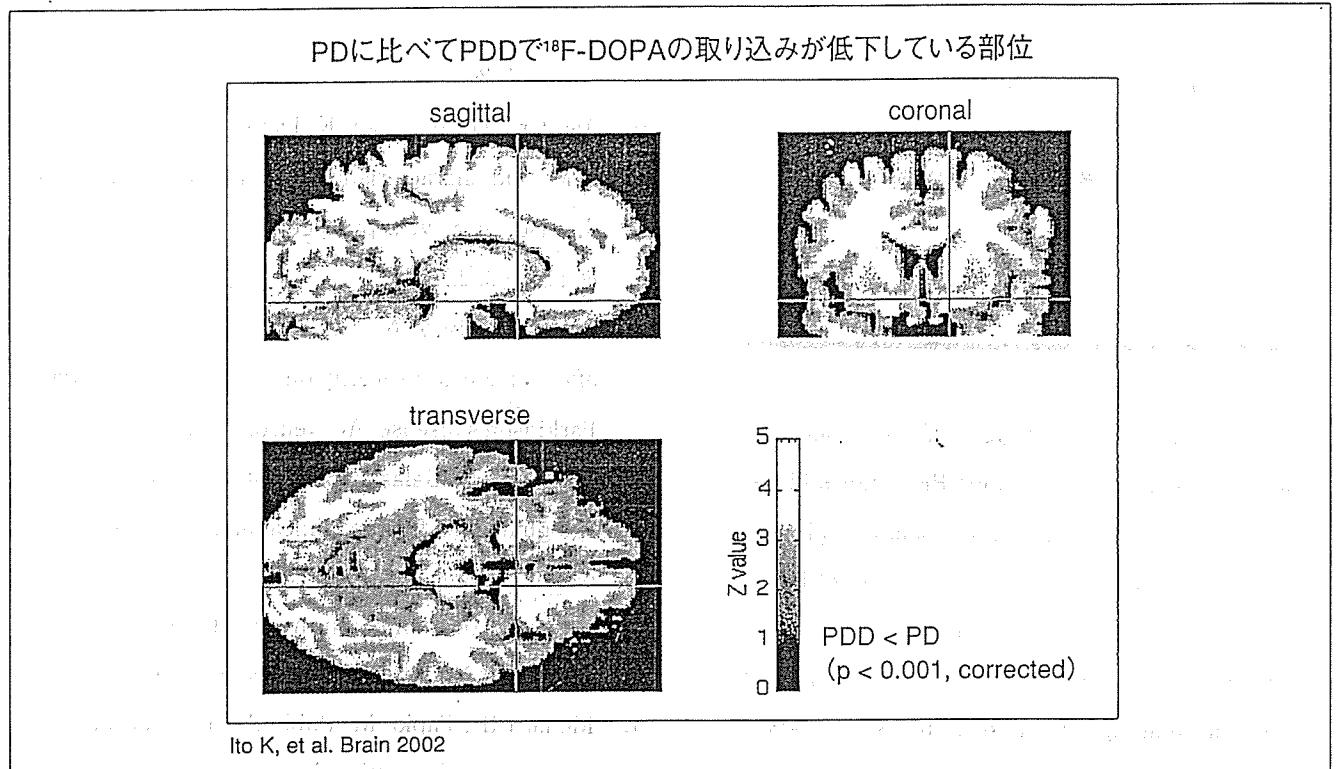 PDに比べてPDDで¹⁸F-DOPAの取り込みが低下している部位
sagittal
coronal
transverse
5
4
3
2
1
0
Z value
PDD < PD
(p < 0.001, corrected)
Ito K, et al. Brain 2002